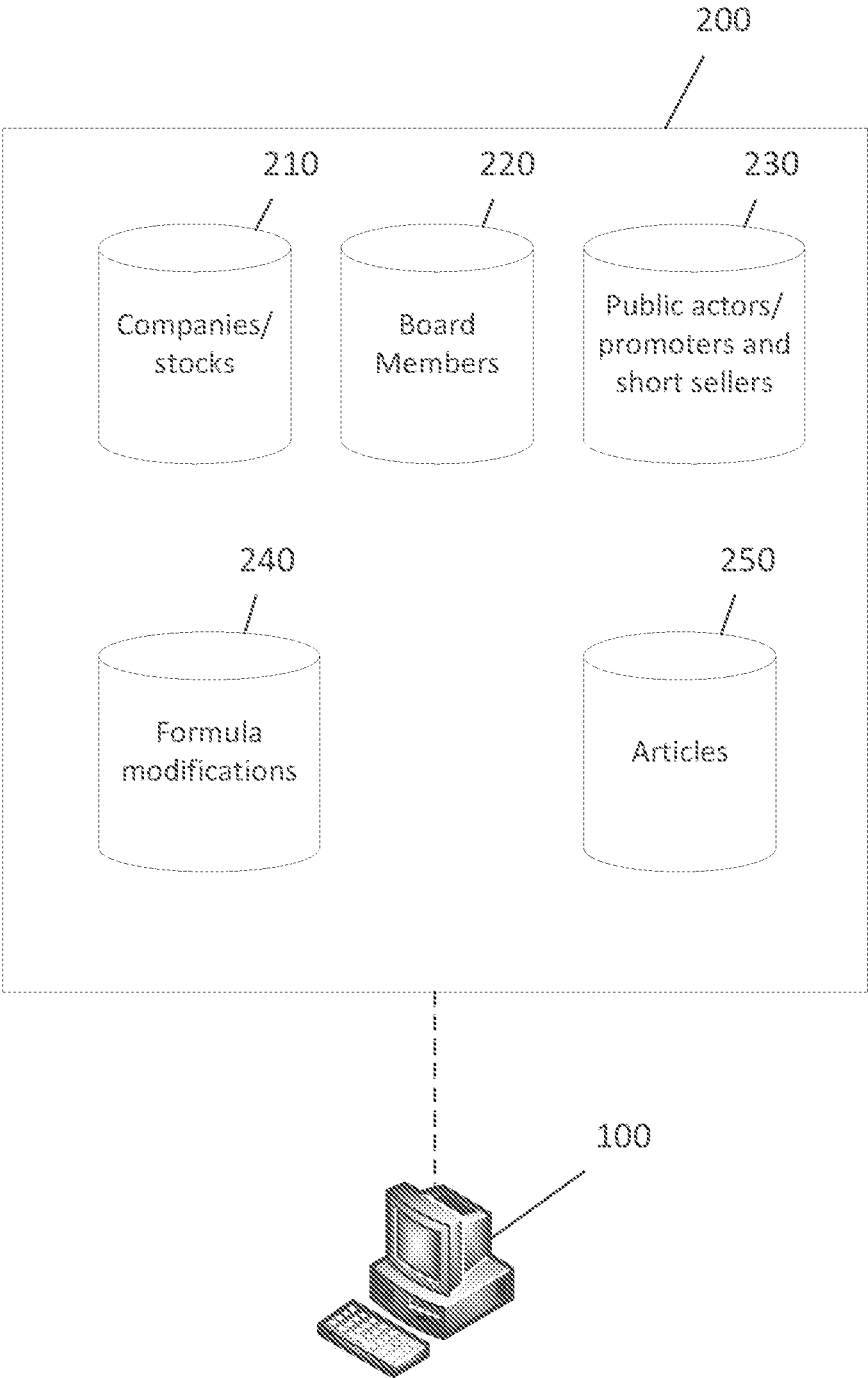 200
210
220
230
Companies/
stocks
Board
Members
Public actors/
promoters and
short sellers
240
250
Formula
modifications
Articles
100